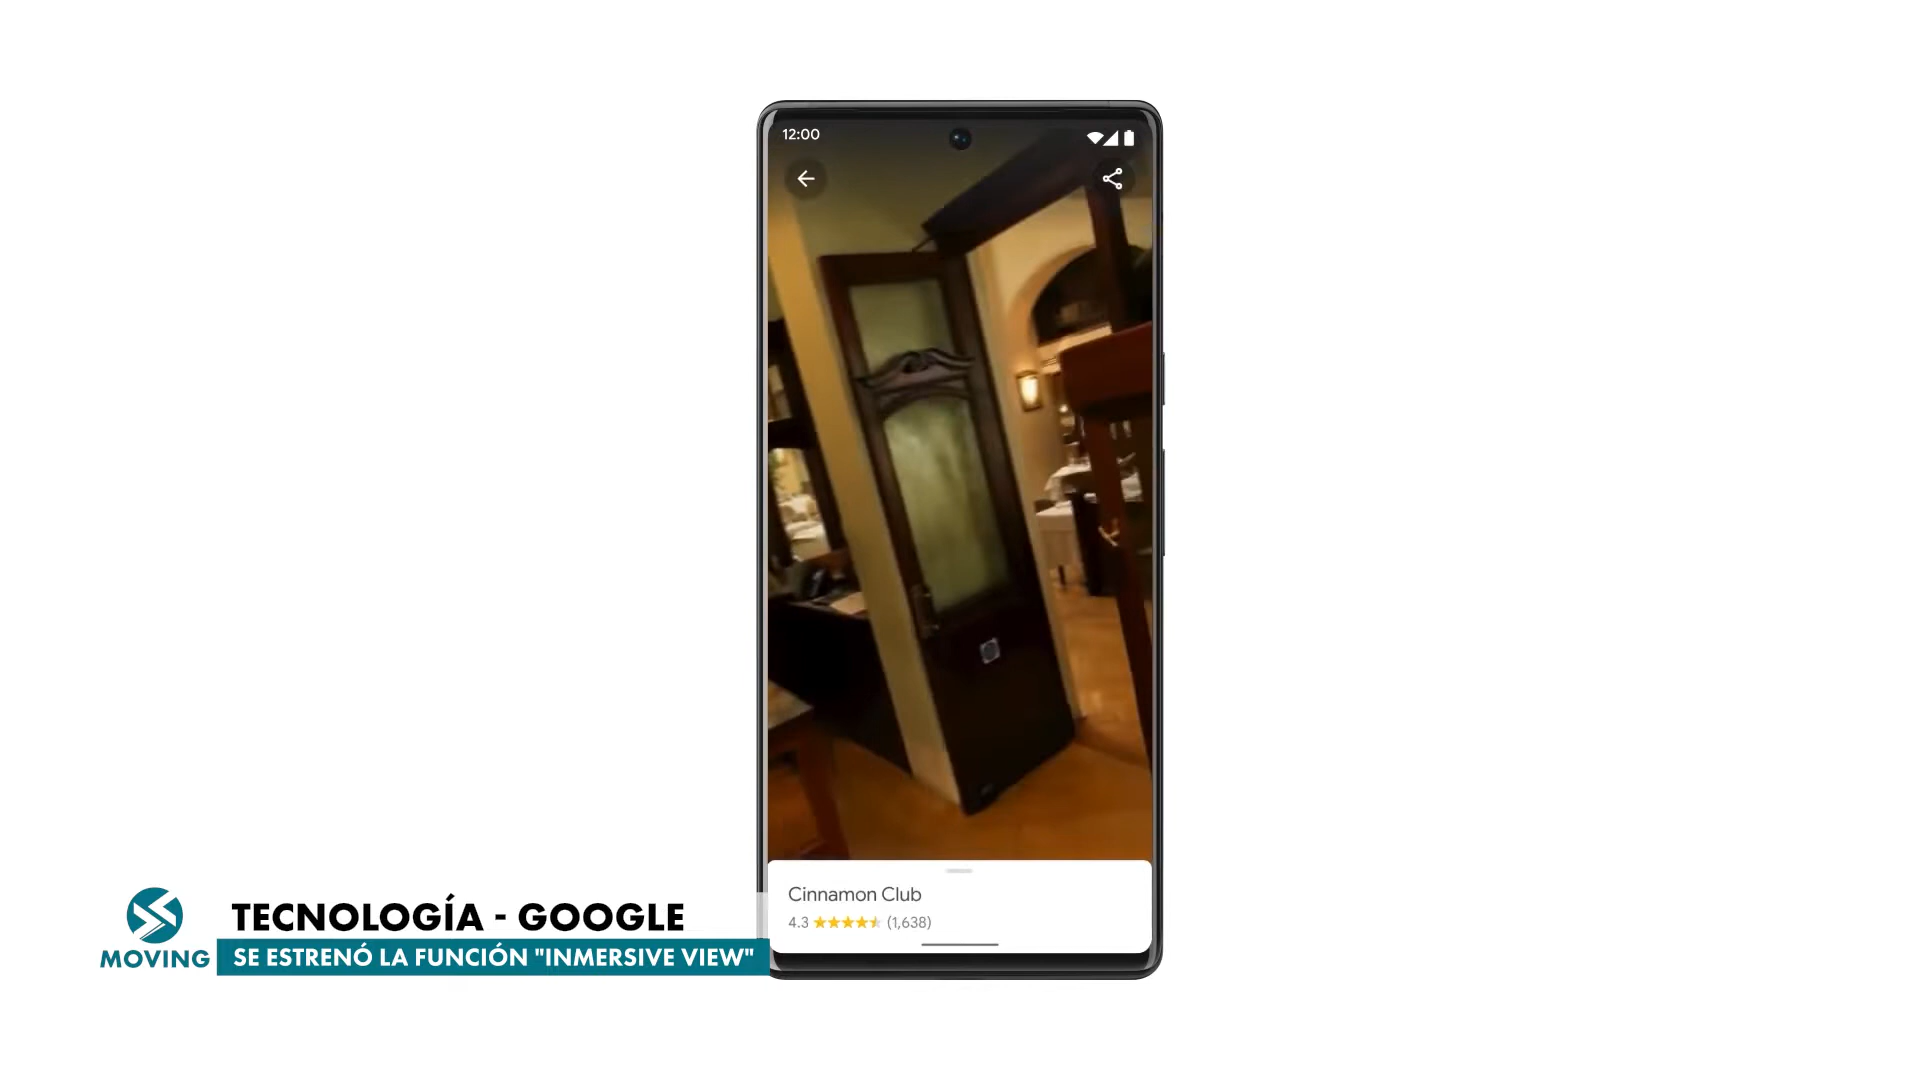 12:00
Cinnamon Club
4.3 (1,638)
TECNOLOGÍA - GOOGLE
MOVING
SE ESTRENÓ LA FUNCIÓN "INMERSIVE VIEW"